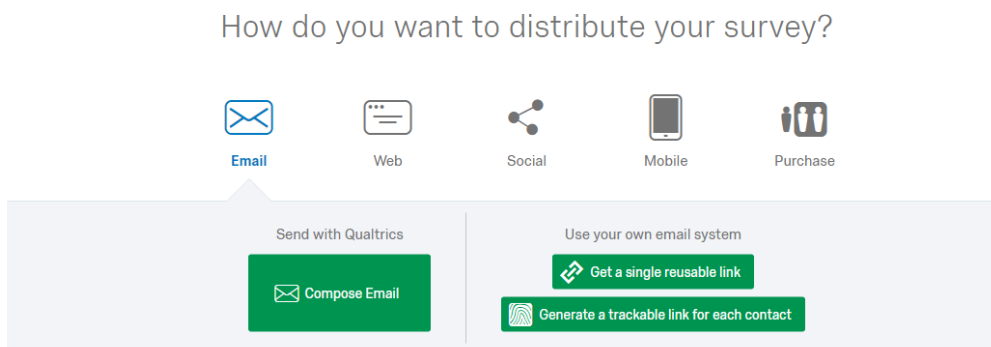 How do you want to distribute your survey?
Email Web Social Mobile Purchase
Send with Qualtrics
Compose Email
Use your own email system
Get a single reusable link
Generate a trackable link for each contact